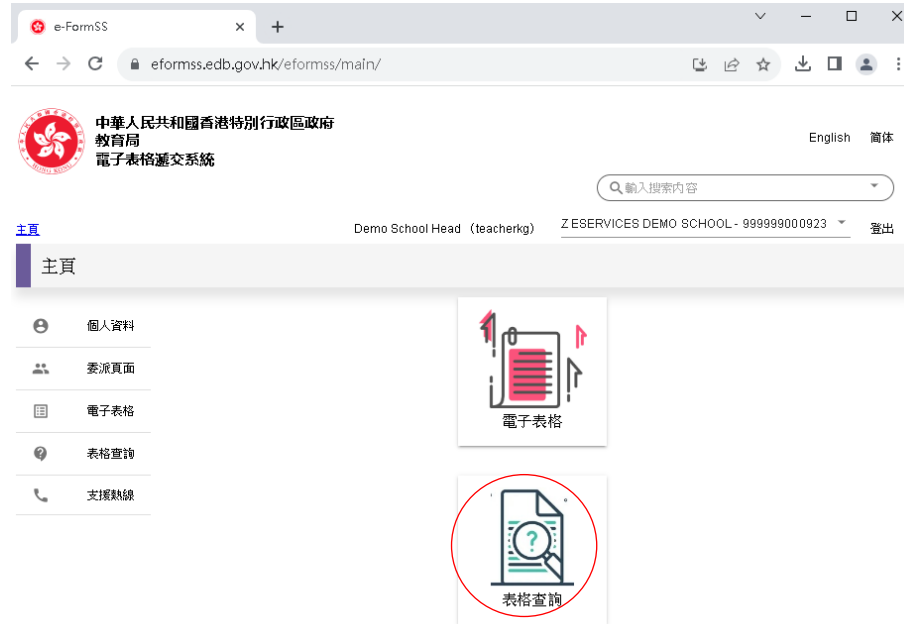 e-FormSS
eformss.edb.gov.hk/eformss/main/
中華人民共和國香港特別行政區政府
教育局
電子表格遞交系統
English 简体
輸入搜索內容
主頁 Demo School Head (teacherkg) Z ESERVICES DEMO SCHOOL - 999999000923 登出
主頁
個人資料
委派頁面
電子表格
表格查詢
支援熱線
電子表格
?
表格查詢